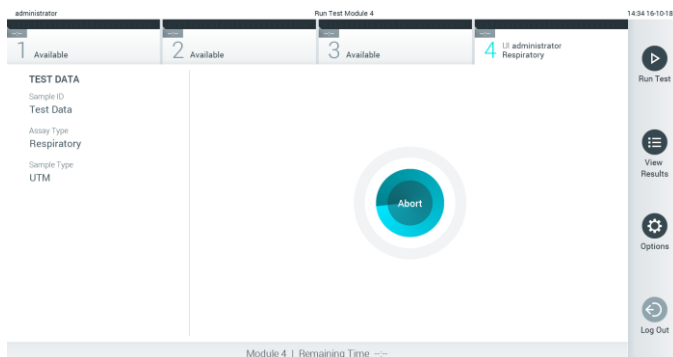 administrator
Run Test Module 4
14:34 16-10-18
--:--
1 Available
--:--
2 Available
--:--
3 Available
--:--
4 UI administrator
Respiratory
TEST DATA
Sample ID
Test Data
Assay Type
Respiratory
Sample Type
UTM
Abort
Run Test
View
Results
Options
Log Out
Module 4 | Remaining Time --:--